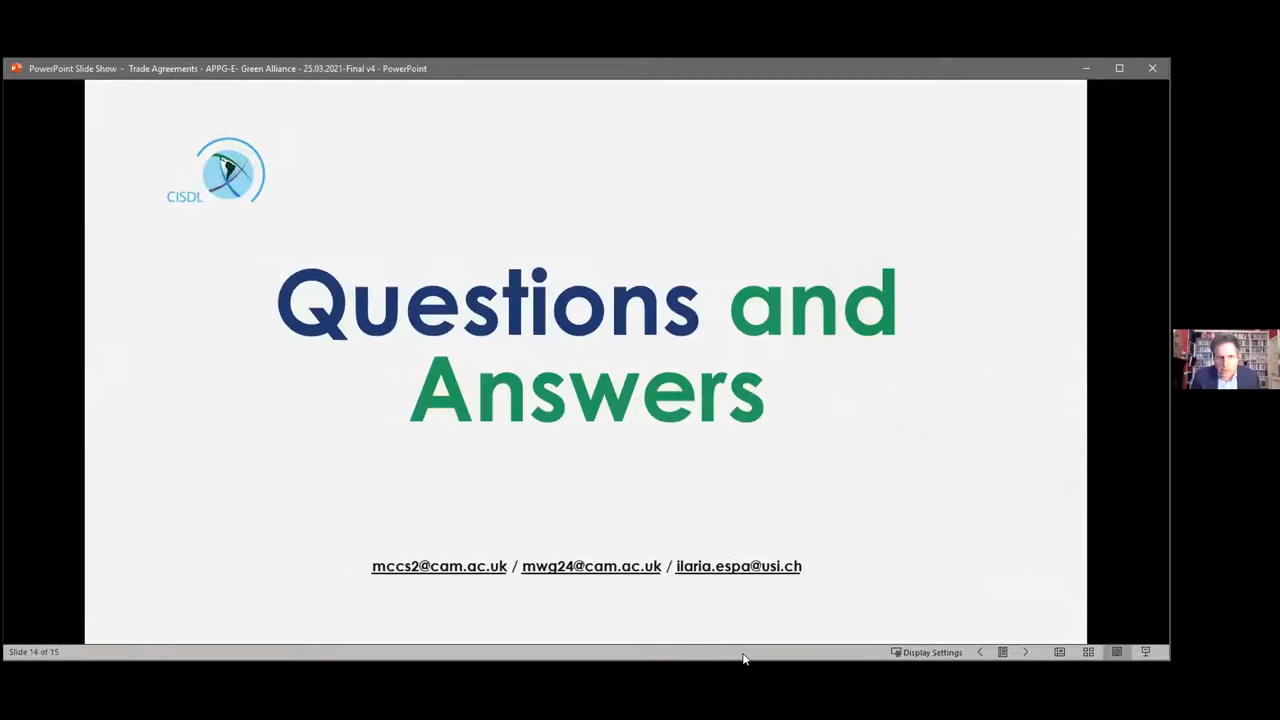 PowerPoint Slide Show - Trade Agreements - APPG-E- Green Alliance - 25.03.2021-Final v4 - PowerPoint
CISDL
Questions and
Answers
mccs2@cam.ac.uk / mwg24@cam.ac.uk / ilaria.espa@usi.ch
Slide 14 of 15
Display Settings